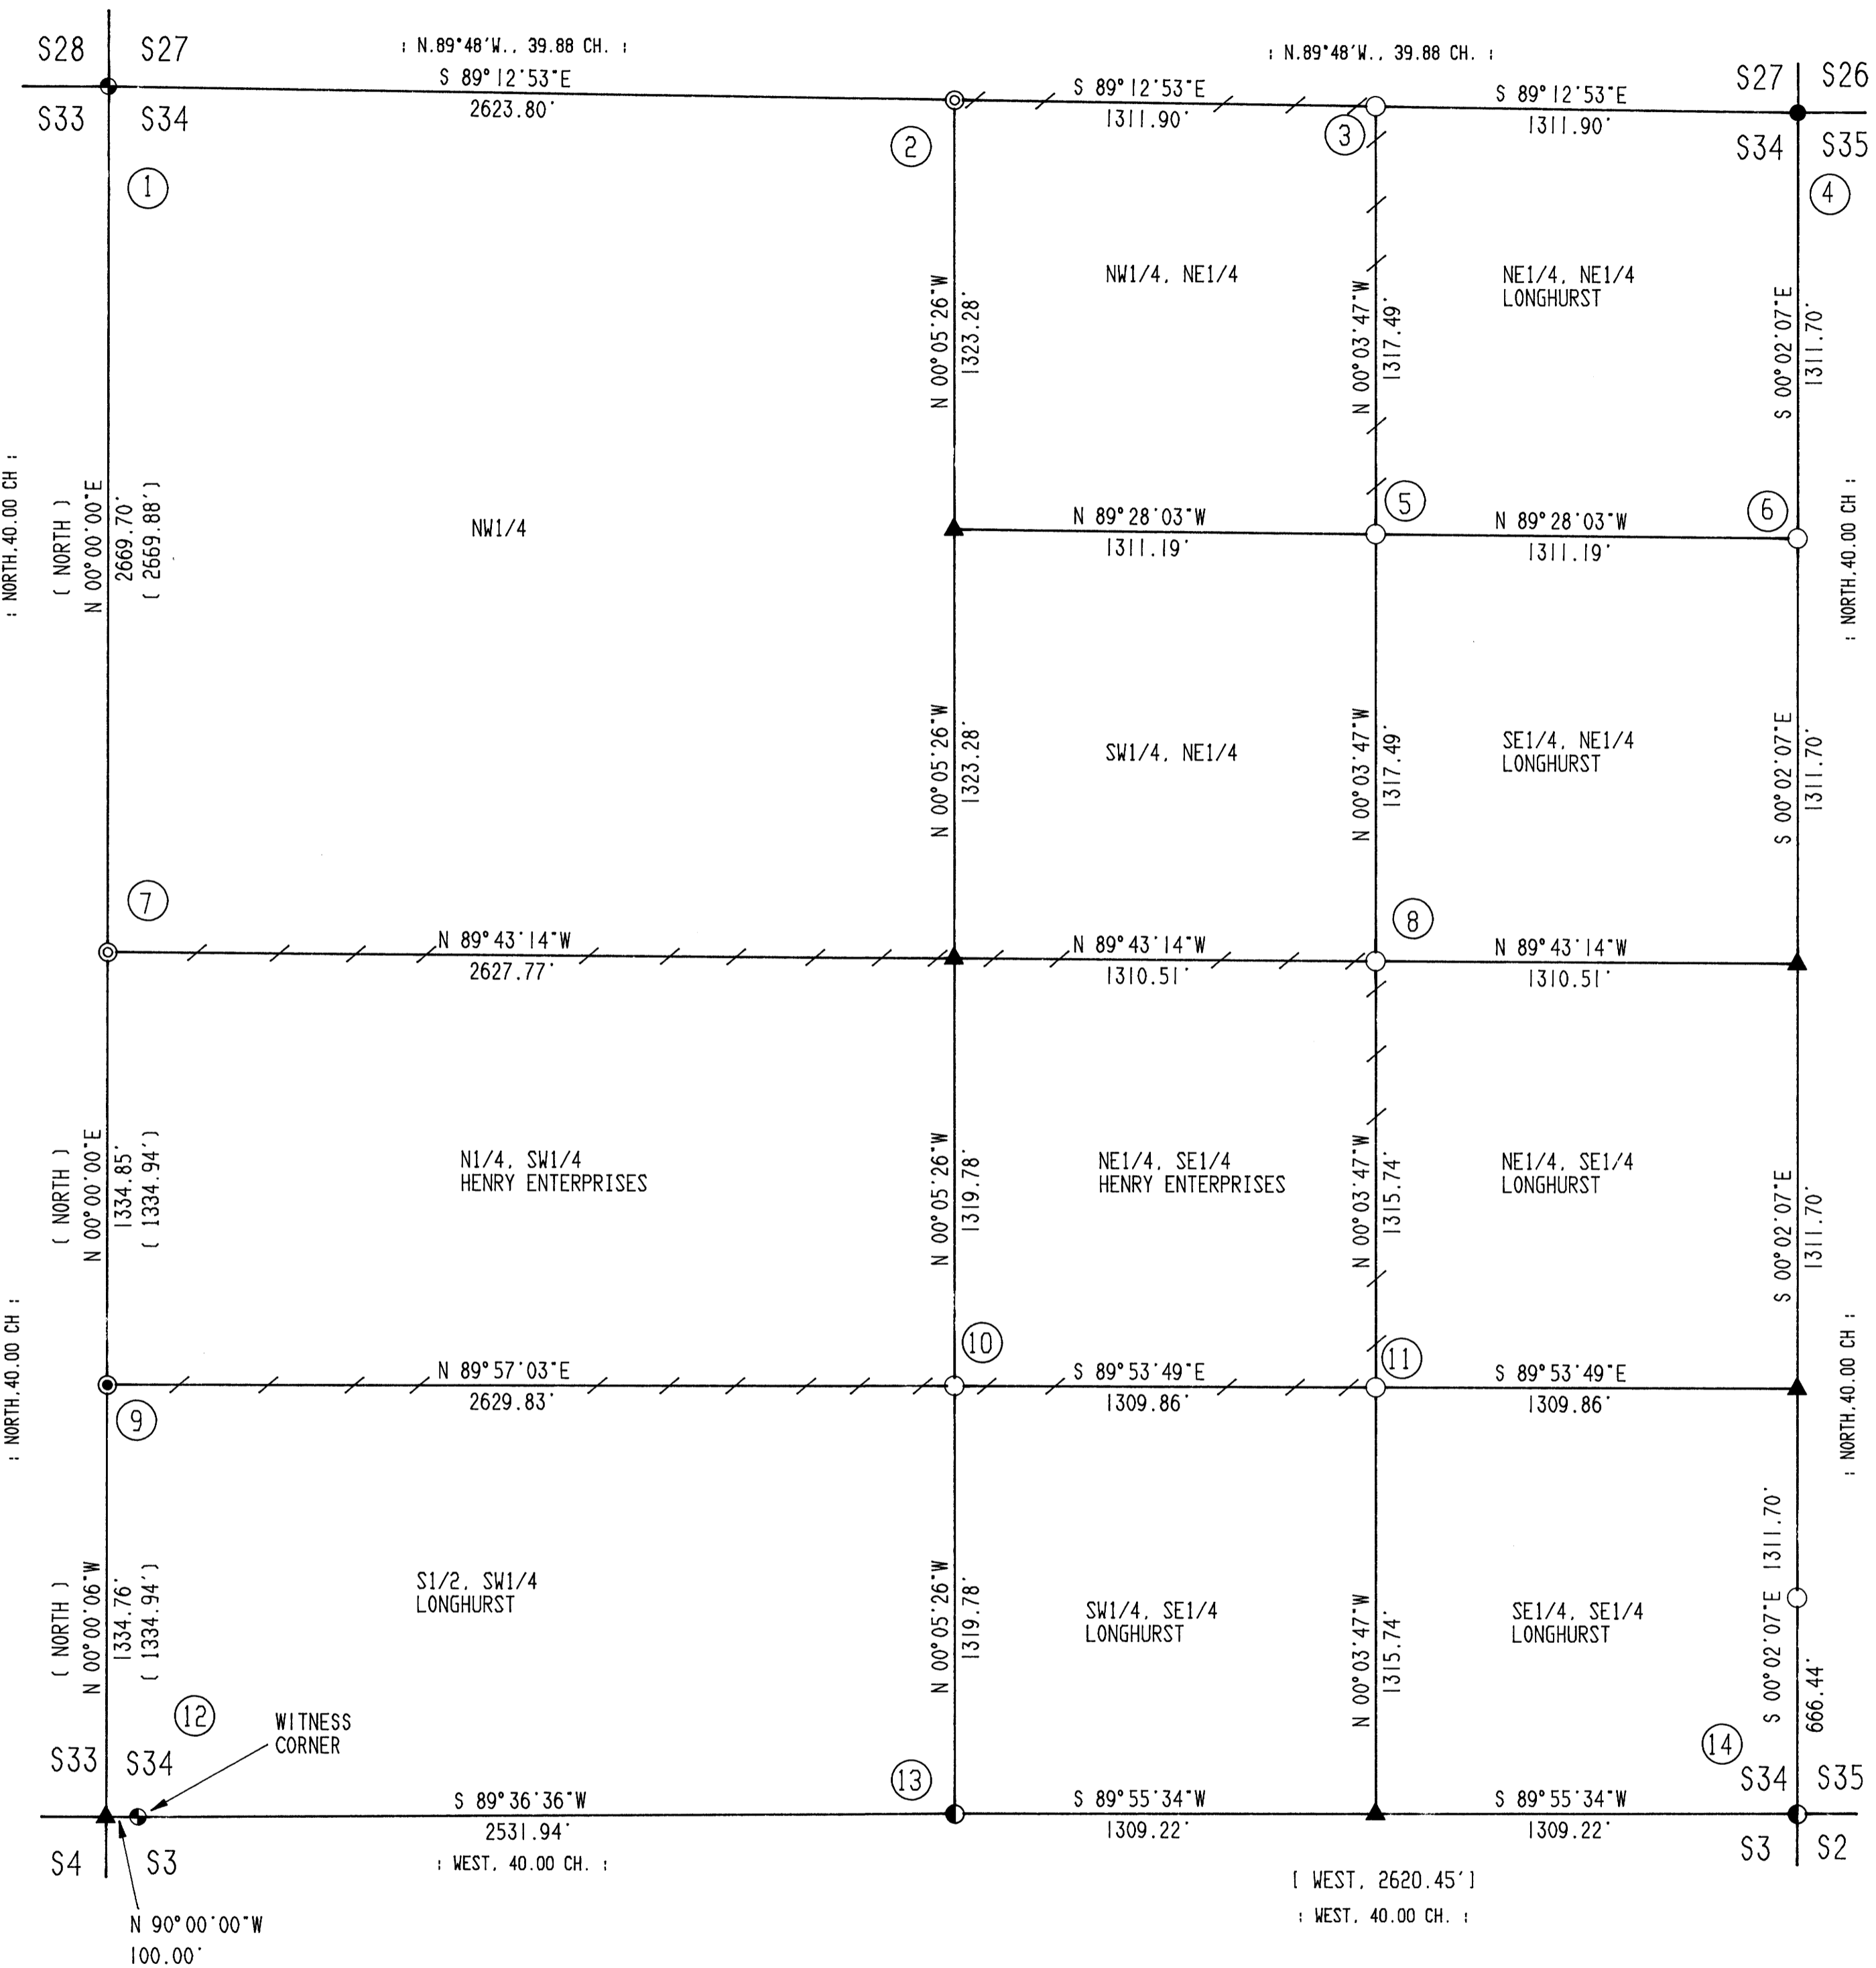 S28 S27
: N.89°48'W., 39.88 CH. :
: N.89°48'W., 39.88 CH. :
S27 S26
S 89°12'53"E
2623.80'
S 89°12'53"E
1311.90'
S 89°12'53"E
1311.90'
S33 S34
S34 S35
1
2
3
4
NW1/4, NE1/4
NE1/4, NE1/4
LONGHURST
N 00°05'26"W
1323.28'
N 00°03'47"W
1317.49'
S 00°02'07"E
1311.70'
: NORTH,40.00 CH :
( NORTH )
N 00°00'00"E
2669.70'
( 2669.88' )
NW1/4
N 89°28'03"W
1311.19'
5
N 89°28'03"W
1311.19'
6
: NORTH,40.00 CH :
N 00°05'26"W
1323.28'
SW1/4, NE1/4
N 00°03'47"W
1317.49'
SE1/4, NE1/4
LONGHURST
S 00°02'07"E
1311.70'
7
N 89°43'14"W
2627.77'
N 89°43'14"W
1310.51'
8
N 89°43'14"W
1310.51'
( NORTH )
N 00°00'00"E
1334.85'
( 1334.94' )
N1/4, SW1/4
HENRY ENTERPRISES
N 00°05'26"W
1319.78'
NE1/4, SE1/4
HENRY ENTERPRISES
N 00°03'47"W
1315.74'
NE1/4, SE1/4
LONGHURST
S 00°02'07"E
1311.70'
: NORTH,40.00 CH :
9
N 89°57'03"E
2629.83'
10
S 89°53'49"E
1309.86'
11
S 89°53'49"E
1309.86'
: NORTH,40.00 CH :
( NORTH )
N 00°00'06"W
1334.76'
( 1334.94' )
S1/2, SW1/4
LONGHURST
N 00°05'26"W
1319.78'
SW1/4, SE1/4
LONGHURST
N 00°03'47"W
1315.74'
SE1/4, SE1/4
LONGHURST
S 00°02'07"E 1311.70'
666.44'
12
WITNESS
CORNER
S33 S34
13
14
S34 S35
S 89°36'36"W
2531.94'
S 89°55'34"W
1309.22'
S 89°55'34"W
1309.22'
S4 S3
: WEST, 40.00 CH. :
S3 S2
[ WEST, 2620.45' ]
: WEST, 40.00 CH. :
N 90°00'00"W
100.00'